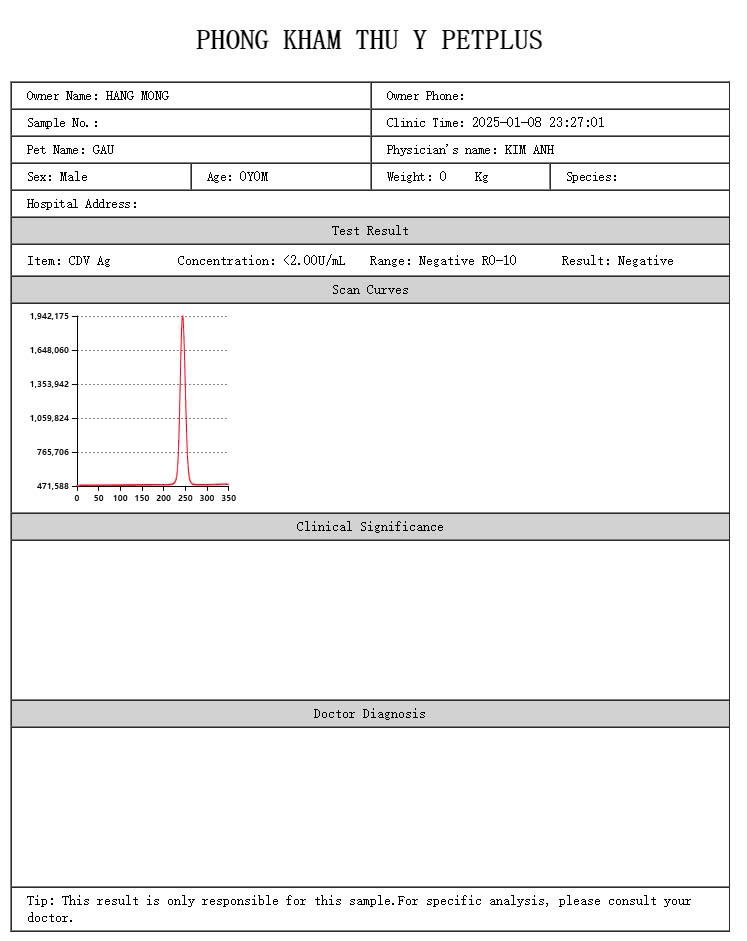 PHONG KHAM THU Y PETPLUS
Owner Name: HANG MONG Owner Phone:
Sample No.: Clinic Time: 2025-01-08 23:27:01
Pet Name: GAU Physician's name: KIM ANH
Sex: Male Age: 0Y0M Weight: 0 Kg Species:
Hospital Address:
Test Result
Item: CDV Ag Concentration: <2.00U/mL Range: Negative R0-10 Result: Negative
Scan Curves
1,942,175
1,648,060
1,353,942
1,059,824
765,706
471,588
0 50 100 150 200 250 300 350
Clinical Significance
Doctor Diagnosis
Tip: This result is only responsible for this sample.For specific analysis, please consult your
doctor.